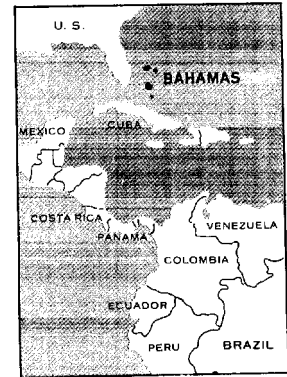 U. S.
BAHAMAS
MEXICO
CUBA
COSTA RICA
PANAMA
VENEZUELA
COLOMBIA
ECUADOR
PERU
BRAZIL